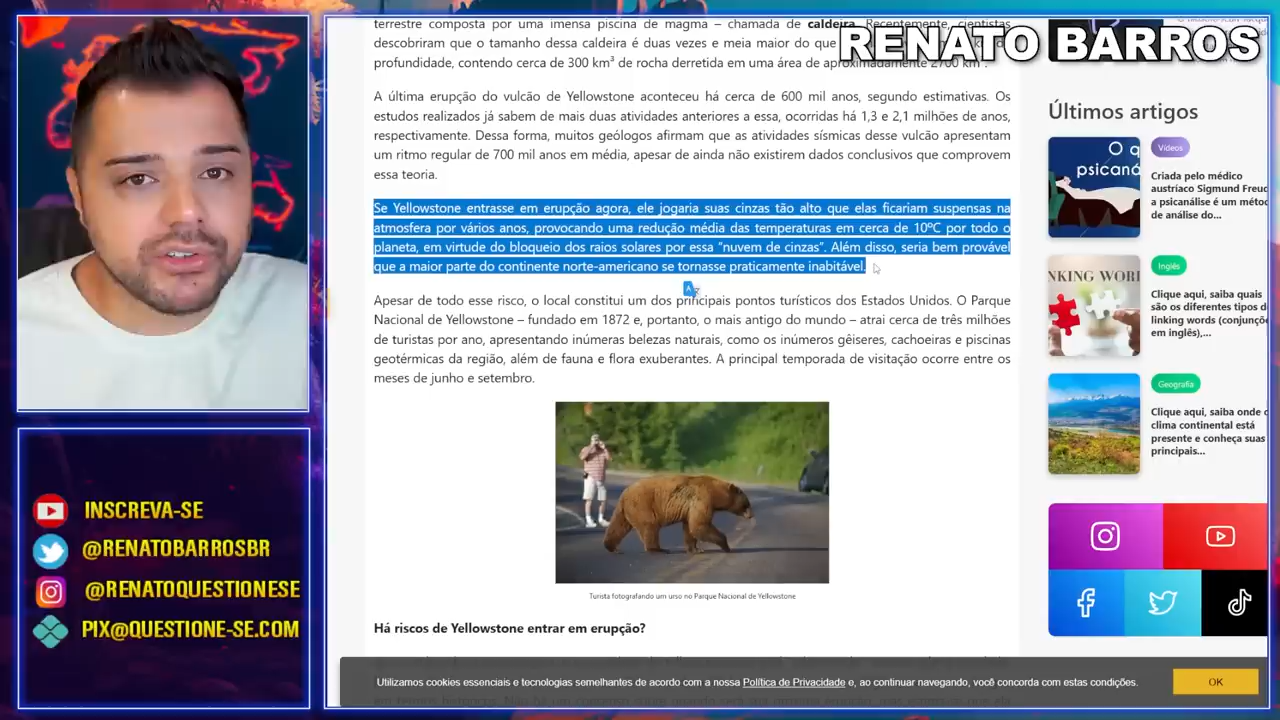 RENATO BARROS
INSCREVA-SE
@RENATOBARROSBR
@RENATOQUESTIONESE
PIX@QUESTIONE-SE.COM
terrestre composta por uma imensa piscina de magma – chamada de caldeira. Recentemente, cientistas
descobriram que o tamanho dessa caldeira é duas vezes e meia maior do que
profundidade, contendo cerca de 300 km³ de rocha derretida em uma área de aproximadamente 2700 km².
A última erupção do vulcão de Yellowstone aconteceu há cerca de 600 mil anos, segundo estimativas. Os
estudos realizados já sabem de mais duas atividades anteriores a essa, ocorridas há 1,3 e 2,1 milhões de anos,
respectivamente. Dessa forma, muitos geólogos afirmam que as atividades sísmicas desse vulcão apresentam
um ritmo regular de 700 mil anos em média, apesar de ainda não existirem dados conclusivos que comprovem
essa teoria.
Se Yellowstone entrasse em erupção agora, ele jogaria suas cinzas tão alto que elas ficariam suspensas na
atmosfera por vários anos, provocando uma redução média das temperaturas em cerca de 10ºC por todo o
planeta, em virtude do bloqueio dos raios solares por essa “nuvem de cinzas”. Além disso, seria bem provável
que a maior parte do continente norte-americano se tornasse praticamente inabitável.
Apesar de todo esse risco, o local constitui um dos principais pontos turísticos dos Estados Unidos. O Parque
Nacional de Yellowstone – fundado em 1872 e, portanto, o mais antigo do mundo – atrai cerca de três milhões
de turistas por ano, apresentando inúmeras belezas naturais, como os inúmeros gêiseres, cachoeiras e piscinas
geotérmicas da região, além de fauna e flora exuberantes. A principal temporada de visitação ocorre entre os
meses de junho e setembro.
Turista fotografando um urso no Parque Nacional de Yellowstone
Há riscos de Yellowstone entrar em erupção?
Últimos artigos
O q
psicaná
Vídeos
Criada pelo médico
austríaco Sigmund Freud
a psicanálise é um métod
de análise do...
NKING WORD
Inglês
Clique aqui, saiba quais
são os diferentes tipos d
linking words (conjunçõe
em inglês),...
Geografia
Clique aqui, saiba onde o
clima continental está
presente e conheça suas
principais...
Utilizamos cookies essenciais e tecnologias semelhantes de acordo com a nossa Política de Privacidade e, ao continuar navegando, você concorda com estas condições.
OK